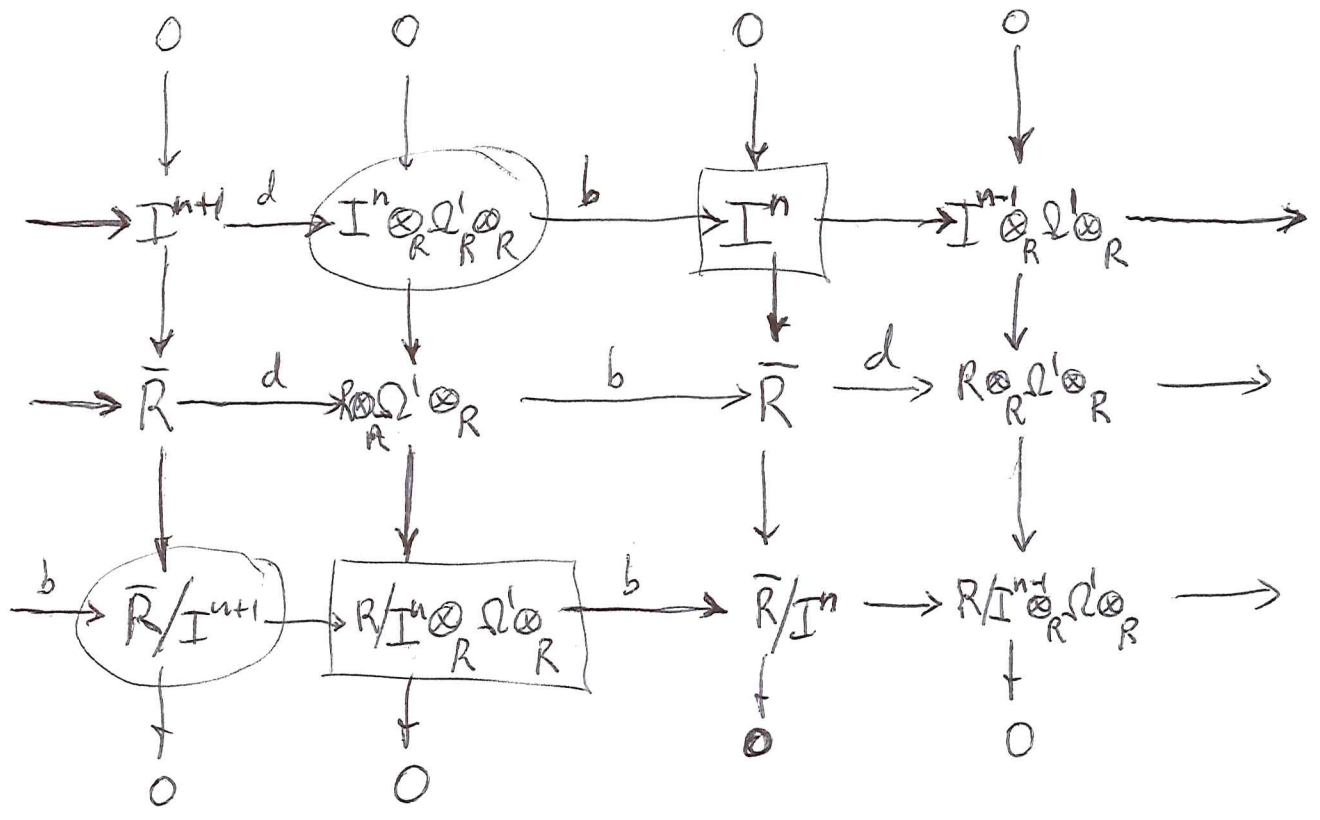 0 0 0 0
I^{n+1} d I^n ⊗_R Ω^1_R ⊗_R b I^n I^{n-1} ⊗_R Ω^1 ⊗_R
R̄ d R ⊗_R Ω^1 ⊗_R b R̄ d R ⊗_R Ω^1 ⊗_R
b R̄/I^{n+1} R/I^n ⊗_R Ω^1 ⊗_R b R̄/I^n R/I^{n-1} ⊗_R Ω^1 ⊗_R
0 0 0 0